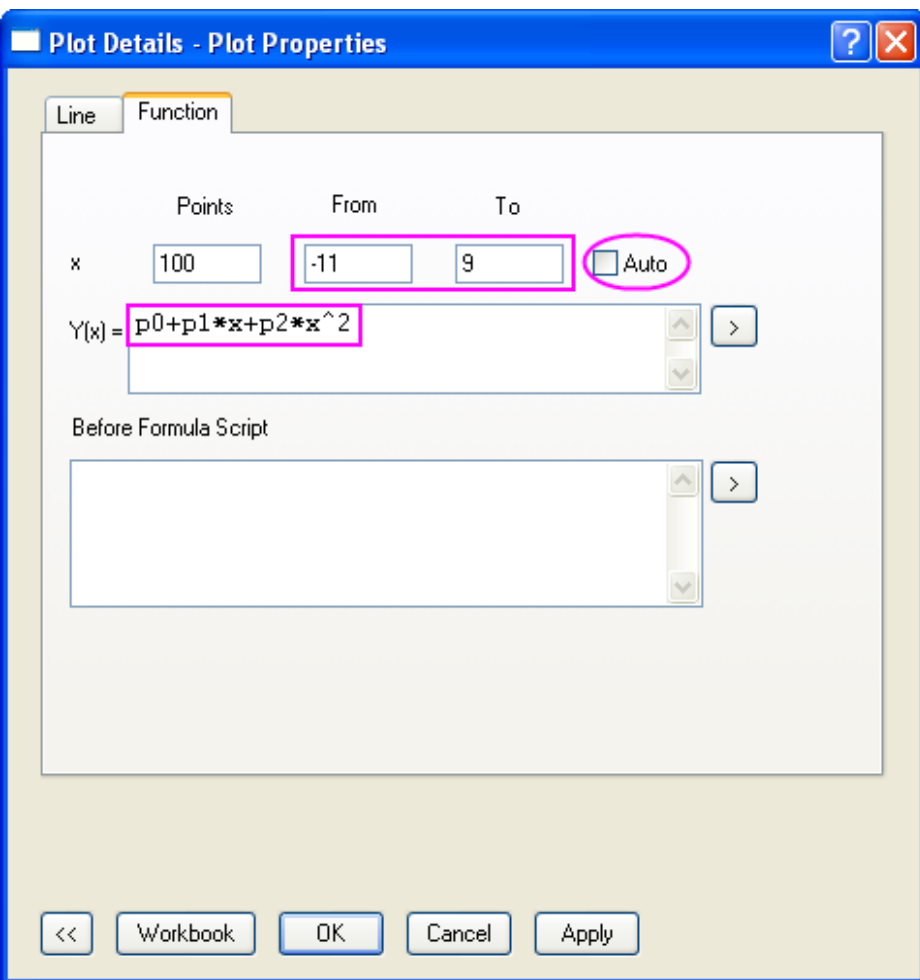 Plot Details - Plot Properties
Line Function
Points From To
x 100 -11 9 Auto
Y(x) = p0+p1*x+p2*x^2 >
Before Formula Script
>
<< Workbook OK Cancel Apply